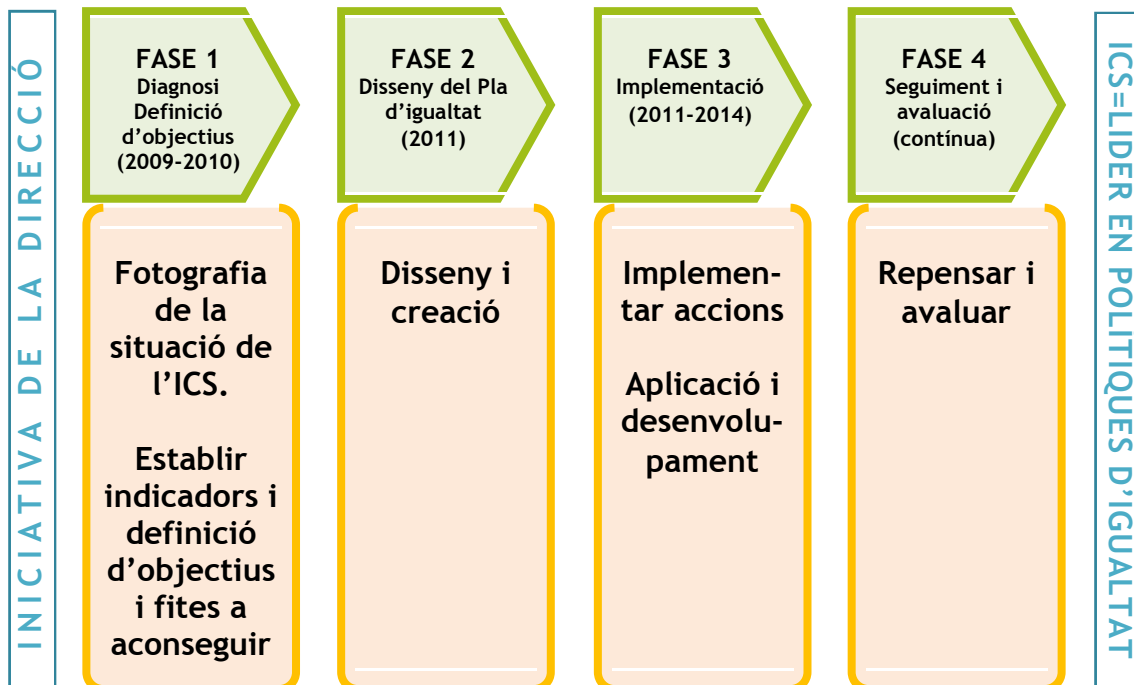 INICIATIVA DE LA DIRECCIÓ
FASE 1
Diagnosi
Definició
d’objectius
(2009-2010)
Fotografia
de la
situació de
l’ICS.
Establir
indicadors i
definició
d’objectius
i fites a
aconseguir
FASE 2
Disseny del Pla
d’igualtat
(2011)
Disseny i
creació
FASE 3
Implementació
(2011-2014)
Implemen-
tar accions
Aplicació i
desenvolu-
pament
FASE 4
Seguiment i
avaluació
(contínua)
Repensar i
avaluar
ICS=LIDER EN POLITIQUES D’IGUALTAT